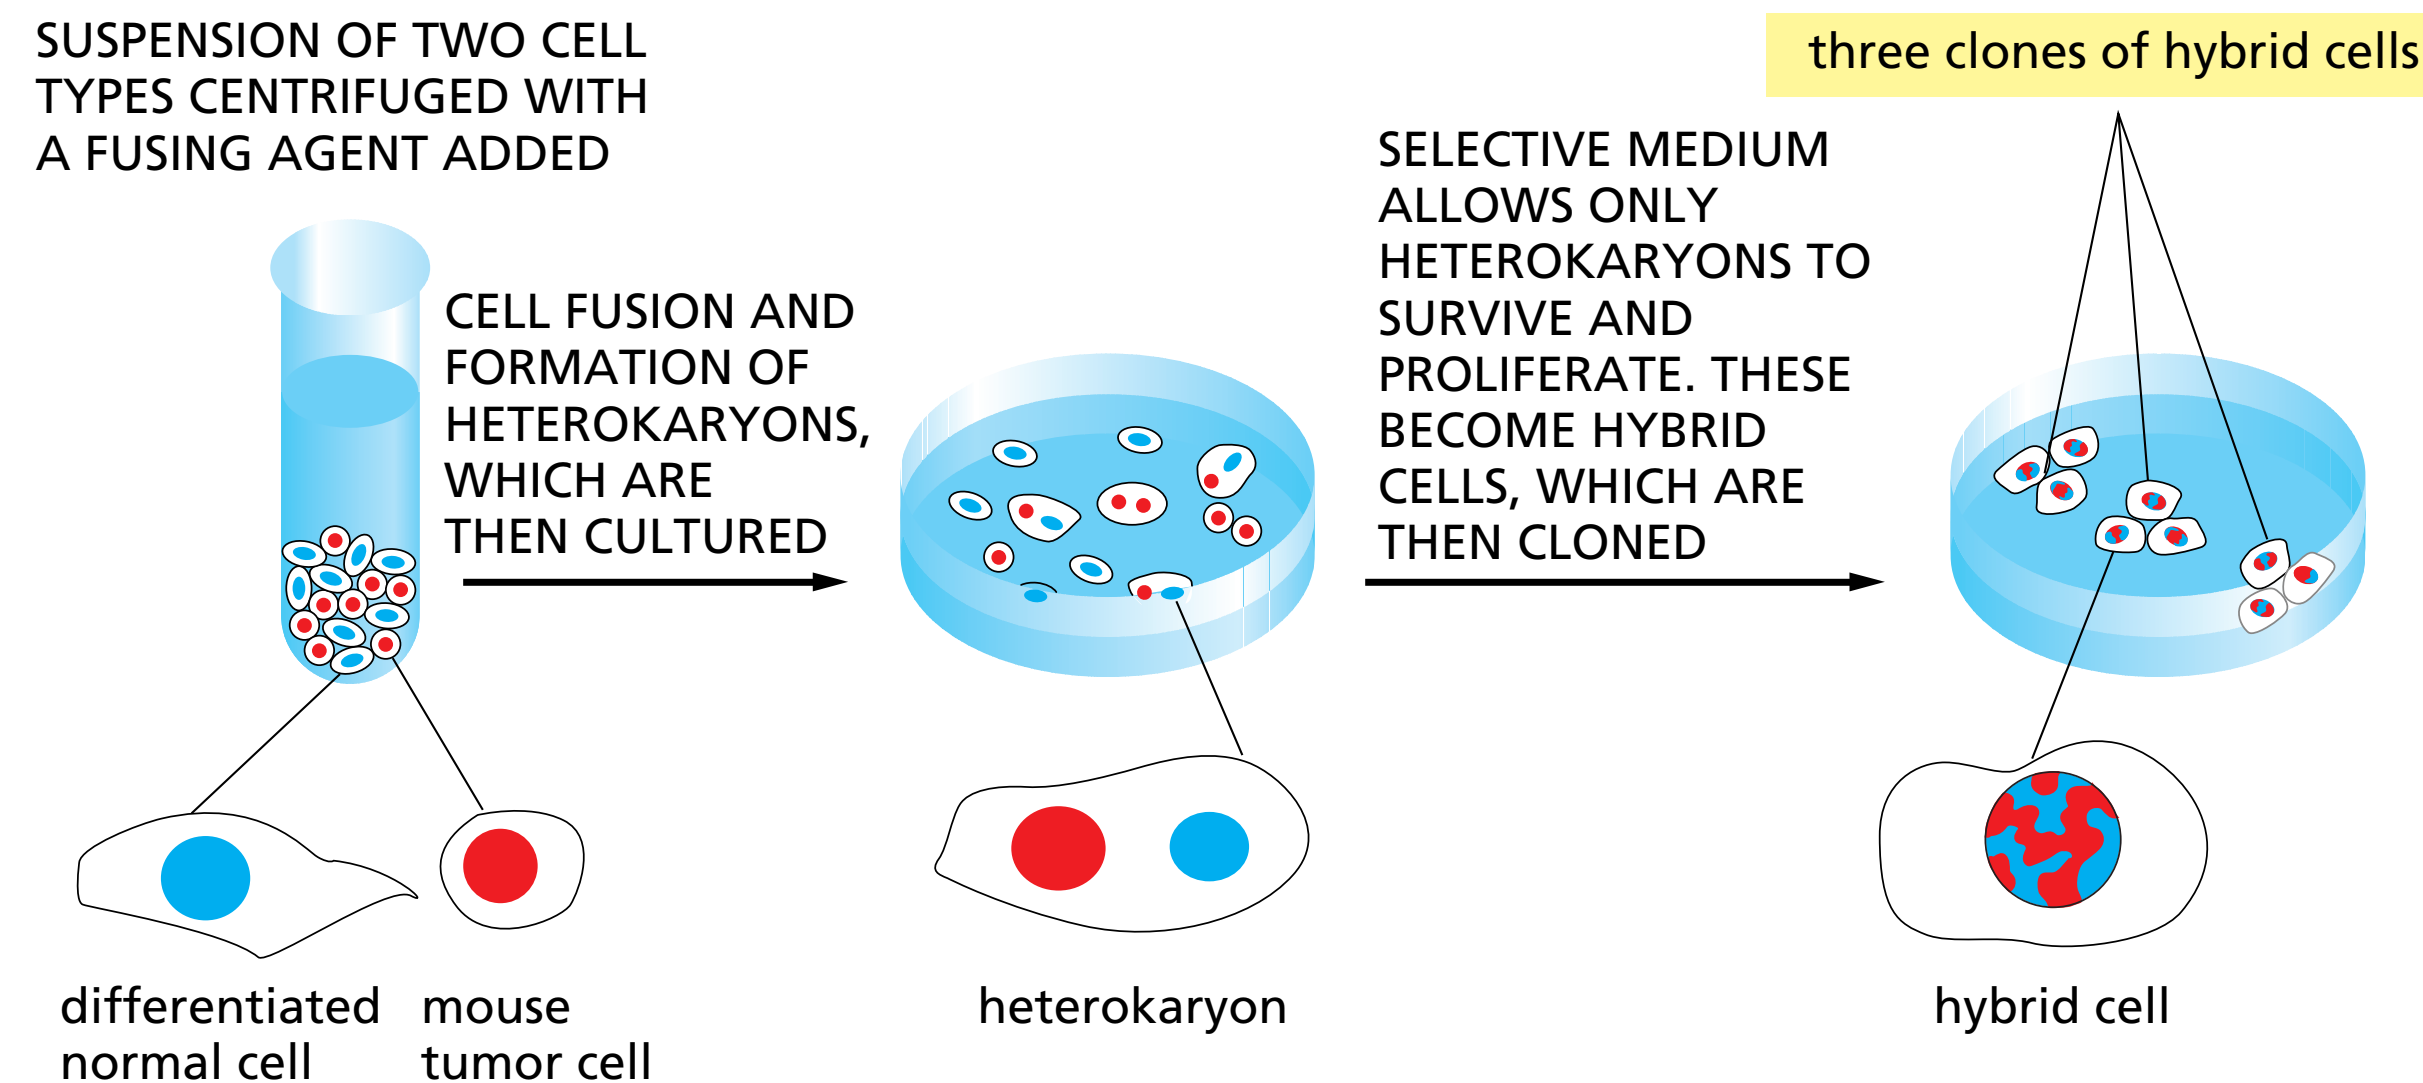 SUSPENSION OF TWO CELL
TYPES CENTRIFUGED WITH
A FUSING AGENT ADDED
CELL FUSION AND
FORMATION OF
HETEROKARYONS,
WHICH ARE
THEN CULTURED
SELECTIVE MEDIUM
ALLOWS ONLY
HETEROKARYONS TO
SURVIVE AND
PROLIFERATE. THESE
BECOME HYBRID
CELLS, WHICH ARE
THEN CLONED
three clones of hybrid cells
differentiated
normal cell
mouse
tumor cell
heterokaryon
hybrid cell